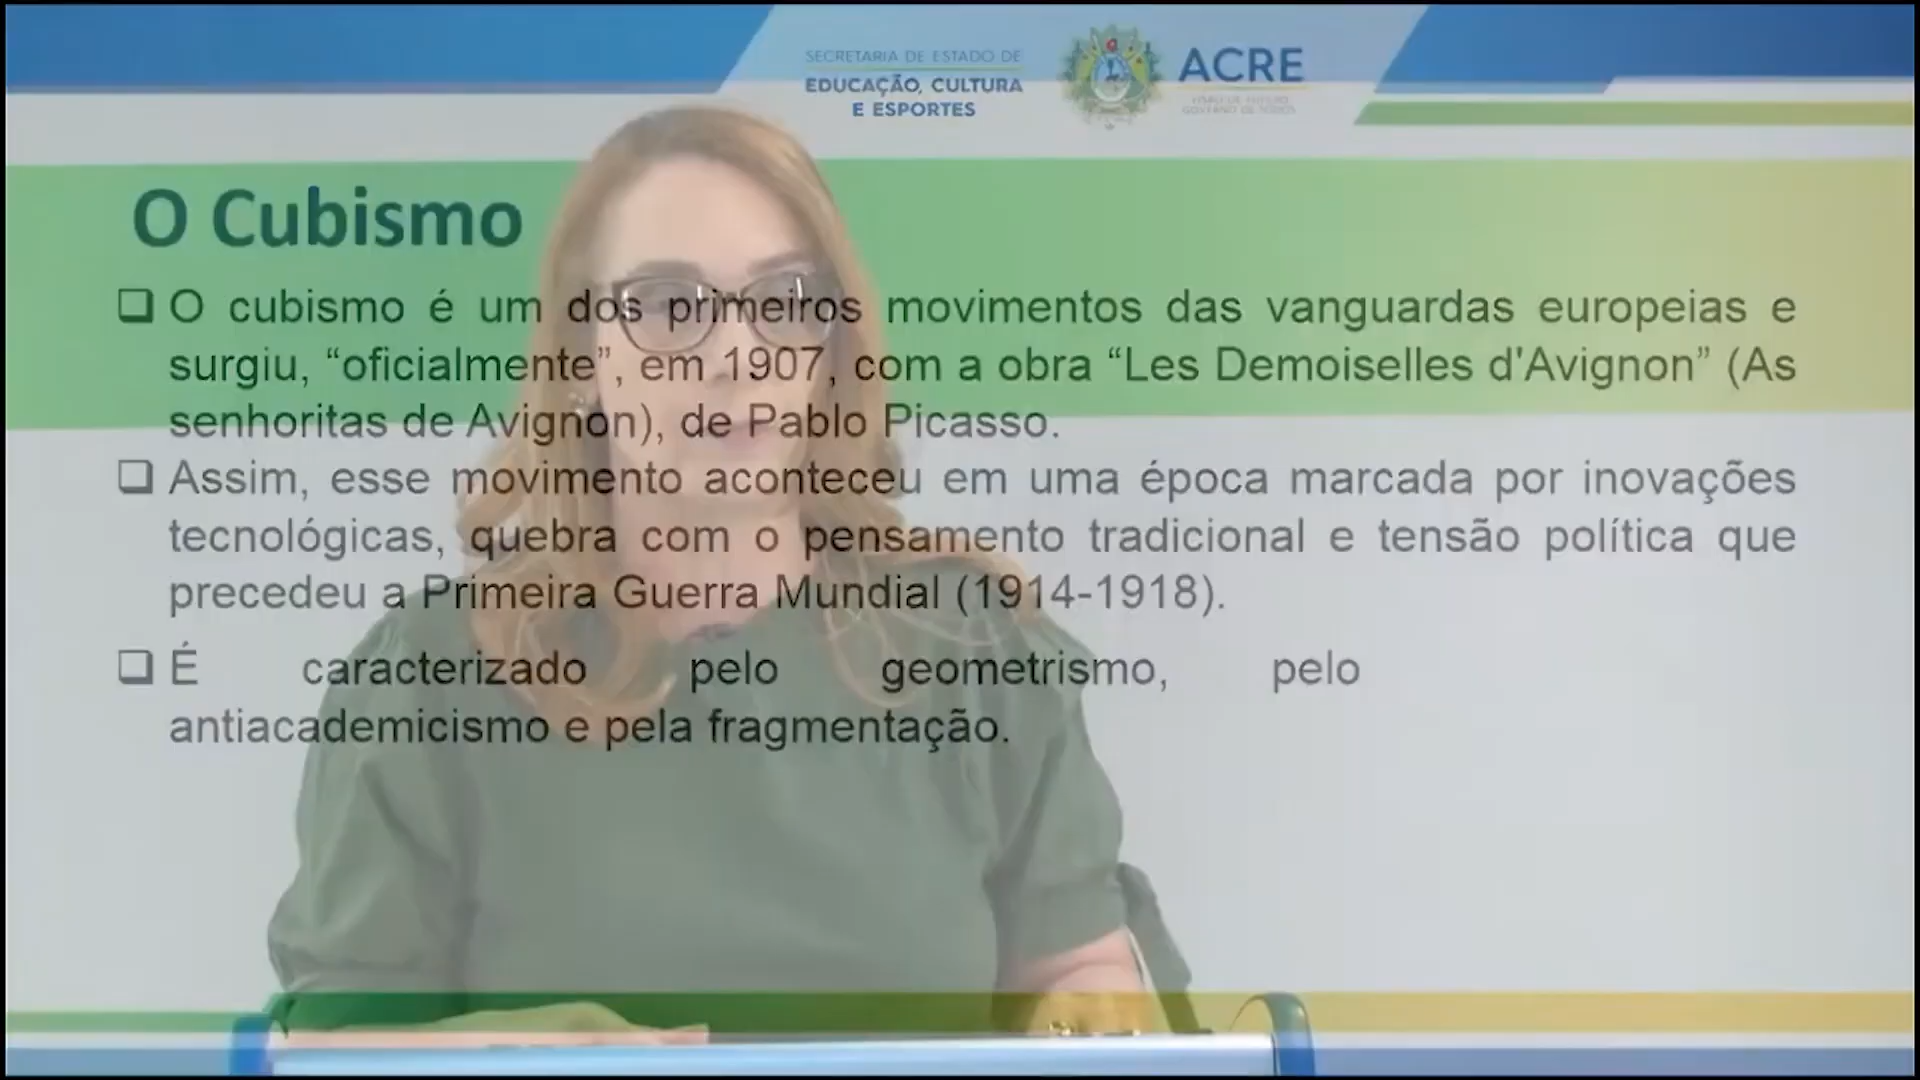 SECRETARIA DE ESTADO DE
EDUCAÇÃO, CULTURA
E ESPORTES
ACRE
GOVERNO DE TODOS
O Cubismo
❑ O cubismo é um dos primeiros movimentos das vanguardas europeias e
surgiu, “oficialmente”, em 1907, com a obra “Les Demoiselles d'Avignon” (As
senhoritas de Avignon), de Pablo Picasso.
❑ Assim, esse movimento aconteceu em uma época marcada por inovações
tecnológicas, quebra com o pensamento tradicional e tensão política que
precedeu a Primeira Guerra Mundial (1914-1918).
❑ É caracterizado pelo geometrismo, pelo
antiacademicismo e pela fragmentação.